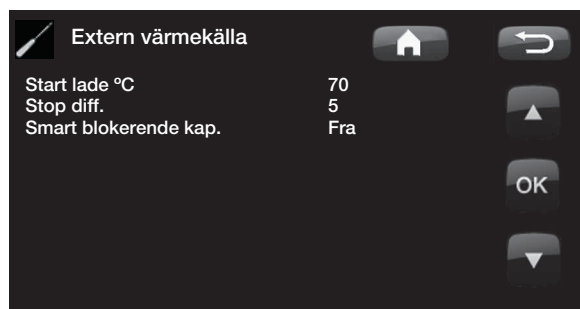 Extern värmekälla
Start lade ºC 70
Stop diff. 5
Smart blokerende kap. Fra
OK